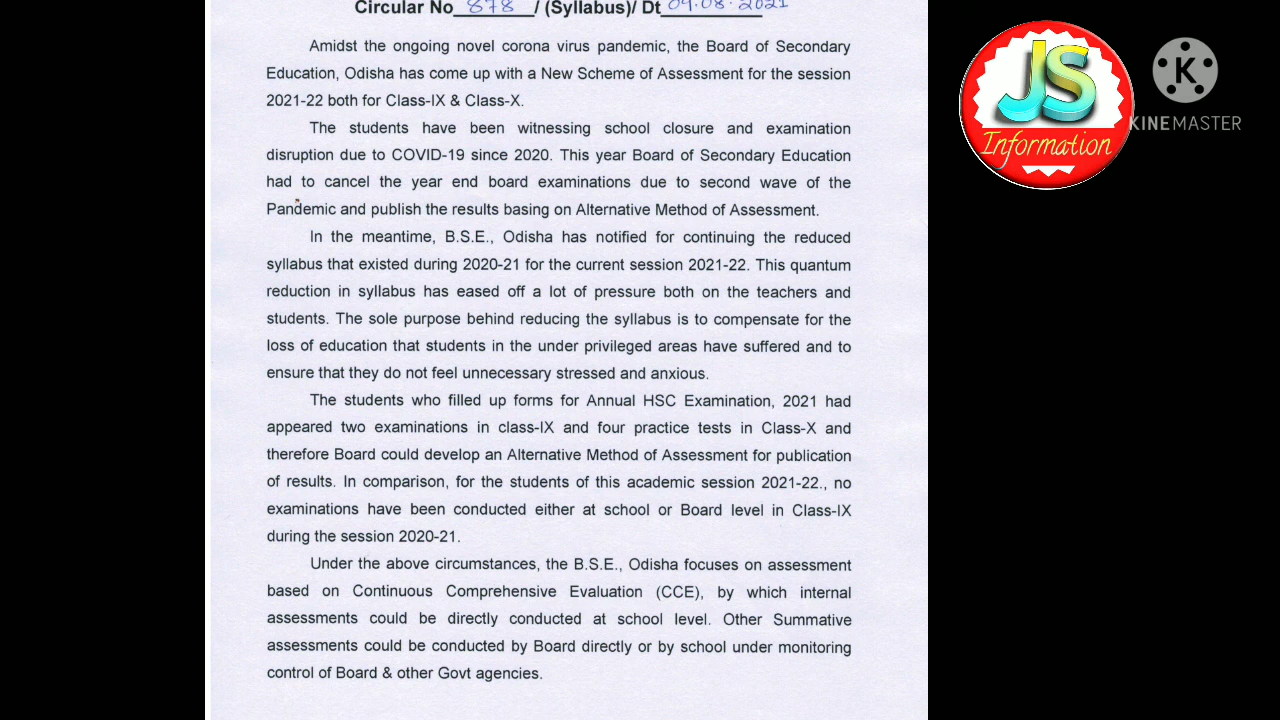 Circular No 878 / (Syllabus)/ Dt 09.08.2021
Amidst the ongoing novel corona virus pandemic, the Board of Secondary
Education, Odisha has come up with a New Scheme of Assessment for the session
2021-22 both for Class-IX & Class-X.
The students have been witnessing school closure and examination
disruption due to COVID-19 since 2020. This year Board of Secondary Education
had to cancel the year end board examinations due to second wave of the
Pandemic and publish the results basing on Alternative Method of Assessment.
In the meantime, B.S.E., Odisha has notified for continuing the reduced
syllabus that existed during 2020-21 for the current session 2021-22. This quantum
reduction in syllabus has eased off a lot of pressure both on the teachers and
students. The sole purpose behind reducing the syllabus is to compensate for the
loss of education that students in the under privileged areas have suffered and to
ensure that they do not feel unnecessary stressed and anxious.
The students who filled up forms for Annual HSC Examination, 2021 had
appeared two examinations in class-IX and four practice tests in Class-X and
therefore Board could develop an Alternative Method of Assessment for publication
of results. In comparison, for the students of this academic session 2021-22., no
examinations have been conducted either at school or Board level in Class-IX
during the session 2020-21.
Under the above circumstances, the B.S.E., Odisha focuses on assessment
based on Continuous Comprehensive Evaluation (CCE), by which internal
assessments could be directly conducted at school level. Other Summative
assessments could be conducted by Board directly or by school under monitoring
control of Board & other Govt agencies.
JS
Information
K
KINEMASTER